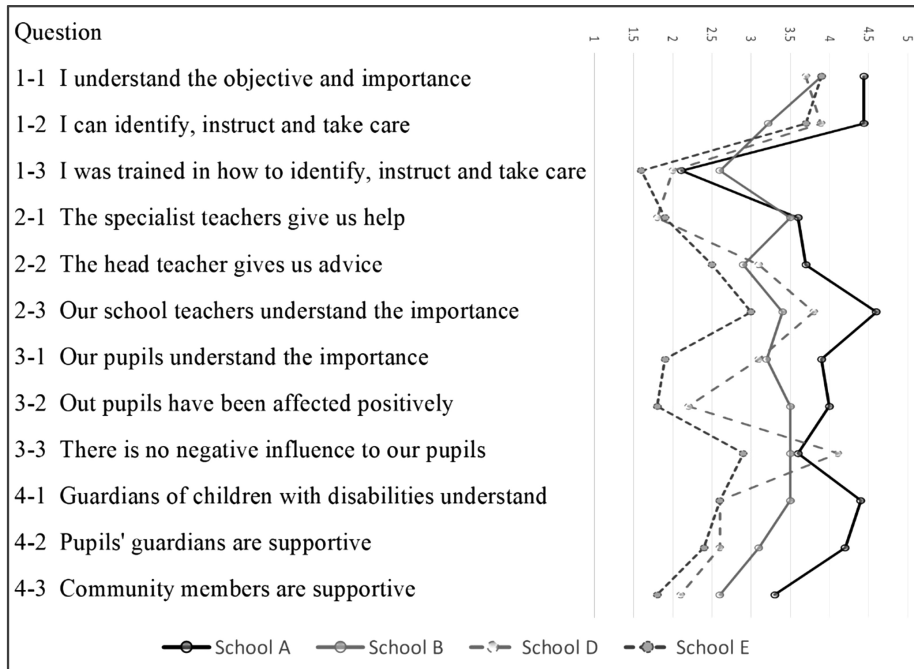 Question
1 1.5 2 2.5 3 3.5 4 4.5 5
1-1 I understand the objective and importance
1-2 I can identify, instruct and take care
1-3 I was trained in how to identify, instruct and take care
2-1 The specialist teachers give us help
2-2 The head teacher gives us advice
2-3 Our school teachers understand the importance
3-1 Our pupils understand the importance
3-2 Out pupils have been affected positively
3-3 There is no negative influence to our pupils
4-1 Guardians of children with disabilities understand
4-2 Pupils' guardians are supportive
4-3 Community members are supportive
School A School B School D School E